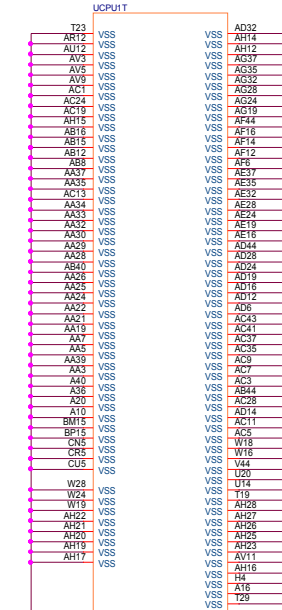 UCPU1T
T23 VSS VSS AD32
AR12 VSS VSS AH14
AU12 VSS VSS AH12
AV3 VSS VSS AG37
AV5 VSS VSS AG35
AV9 VSS VSS AG32
AC1 VSS VSS AG28
AC24 VSS VSS AG24
AC19 VSS VSS AG19
AH15 VSS VSS AF44
AB16 VSS VSS AF16
AB15 VSS VSS AF14
AB12 VSS VSS AF12
AB8 VSS VSS AF6
AA37 VSS VSS AE37
AA35 VSS VSS AE35
AC13 VSS VSS AE32
AA34 VSS VSS AE28
AA33 VSS VSS AE24
AA32 VSS VSS AE19
AA30 VSS VSS AE16
AA29 VSS VSS AD44
AA28 VSS VSS AD28
AB40 VSS VSS AD24
AA26 VSS VSS AD19
AA25 VSS VSS AD16
AA24 VSS VSS AD12
AA22 VSS VSS AD6
AA21 VSS VSS AC43
AA19 VSS VSS AC41
AA7 VSS VSS AC37
AA5 VSS VSS AC35
AA39 VSS VSS AC9
AA3 VSS VSS AC7
A40 VSS VSS AC3
A36 VSS VSS AB44
A20 VSS VSS AC28
A10 VSS VSS AD14
BM15 VSS VSS AC11
BP15 VSS VSS AC5
CN5 VSS VSS W18
CR5 VSS VSS W16
CU5 VSS VSS V44
VSS U20
W28 VSS VSS U14
W24 VSS VSS T19
W19 VSS VSS AH28
AH22 VSS VSS AH27
AH21 VSS VSS AH26
AH20 VSS VSS AH25
AH19 VSS VSS AH23
AH17 VSS VSS AV11
VSS AH16
VSS H4
VSS A16
VSS T29